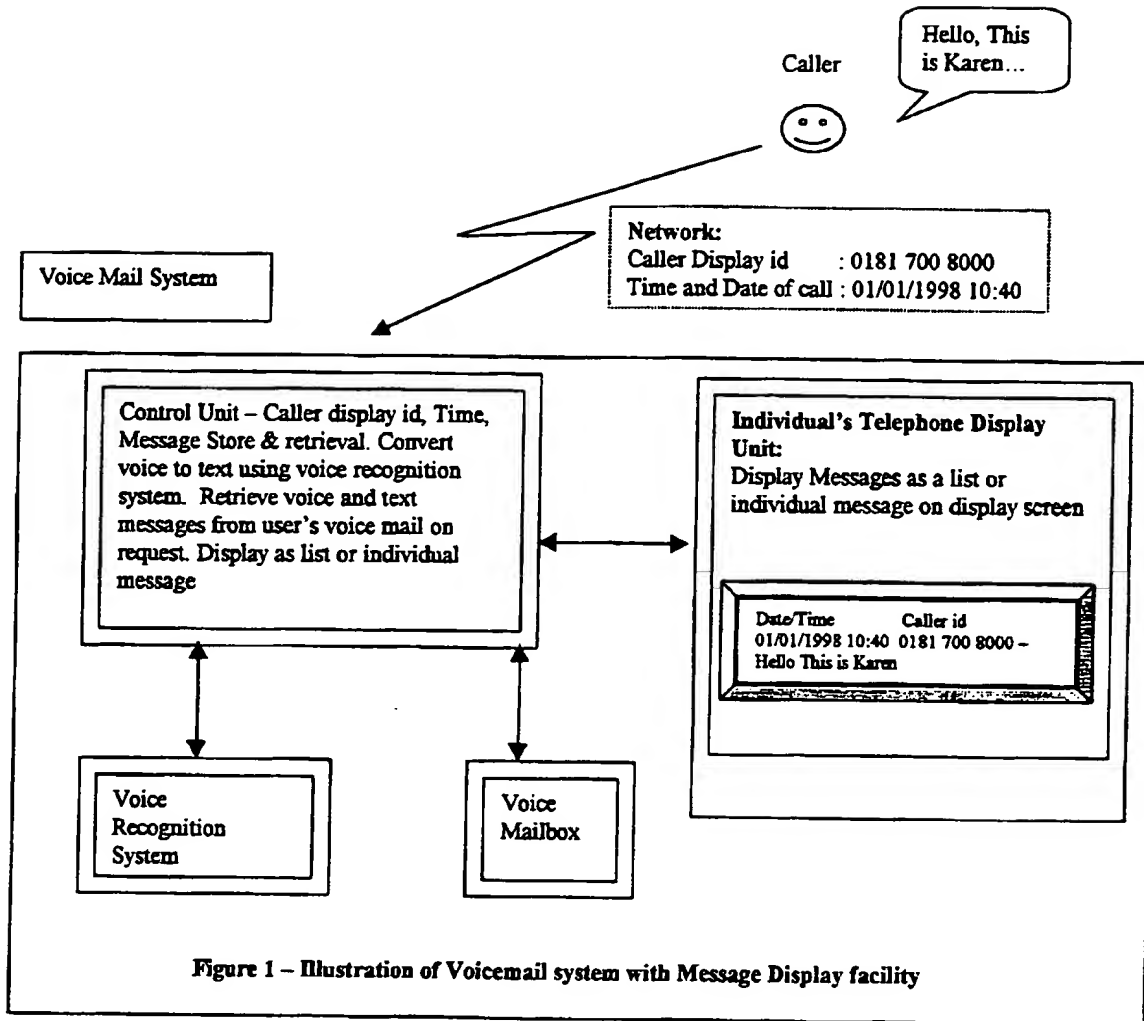 Caller
Hello, This
is Karen...
Network:
Caller Display id : 0181 700 8000
Time and Date of call : 01/01/1998 10:40
Voice Mail System
Control Unit – Caller display id, Time,
Message Store & retrieval. Convert
voice to text using voice recognition
system. Retrieve voice and text
messages from user's voice mail on
request. Display as list or individual
message
Individual's Telephone Display
Unit:
Display Messages as a list or
individual message on display screen
Date/Time Caller id
01/01/1998 10:40 0181 700 8000 –
Hello This is Karen
Voice
Recognition
System
Voice
Mailbox
Figure 1 – Illustration of Voicemail system with Message Display facility